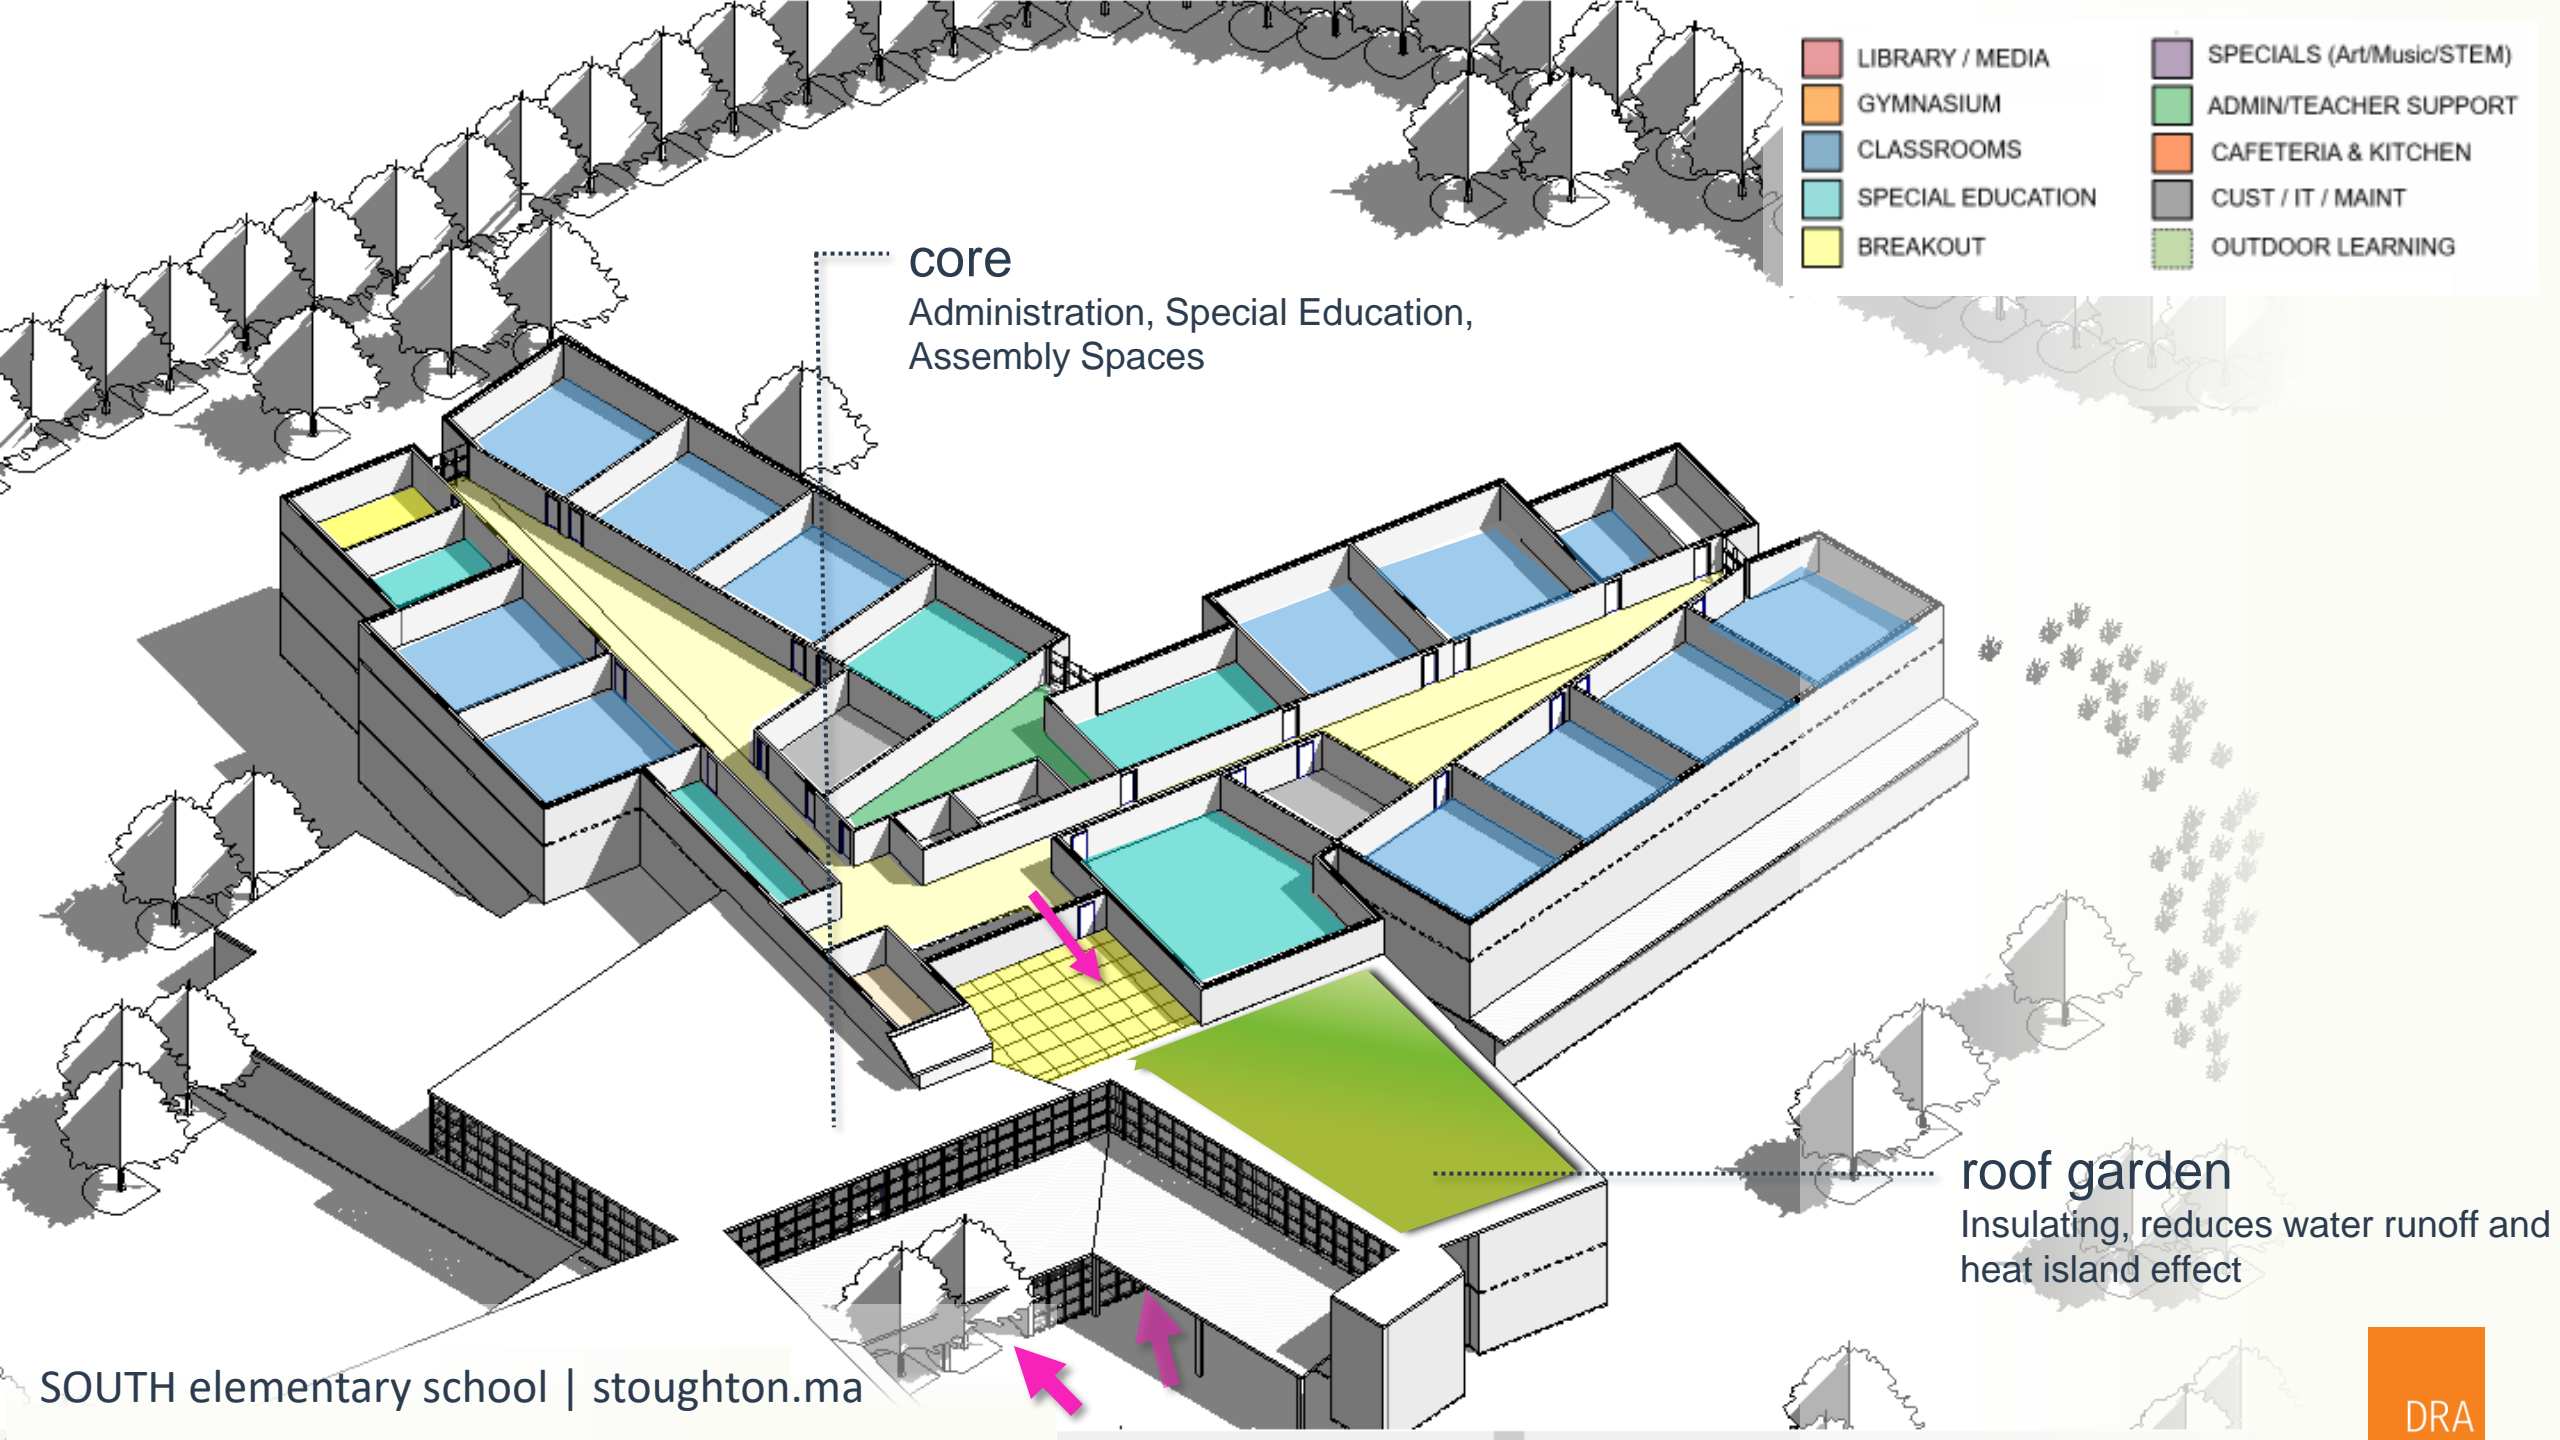 LIBRARY / MEDIA
GYMNASIUM
CLASSROOMS
SPECIAL EDUCATION
BREAKOUT
SPECIALS (Art/Music/STEM)
ADMIN/TEACHER SUPPORT
CAFETERIA & KITCHEN
CUST / IT / MAINT
OUTDOOR LEARNING
core
Administration, Special Education,
Assembly Spaces
roof garden
Insulating, reduces water runoff and
heat island effect
SOUTH elementary school | stoughton.ma
DRA